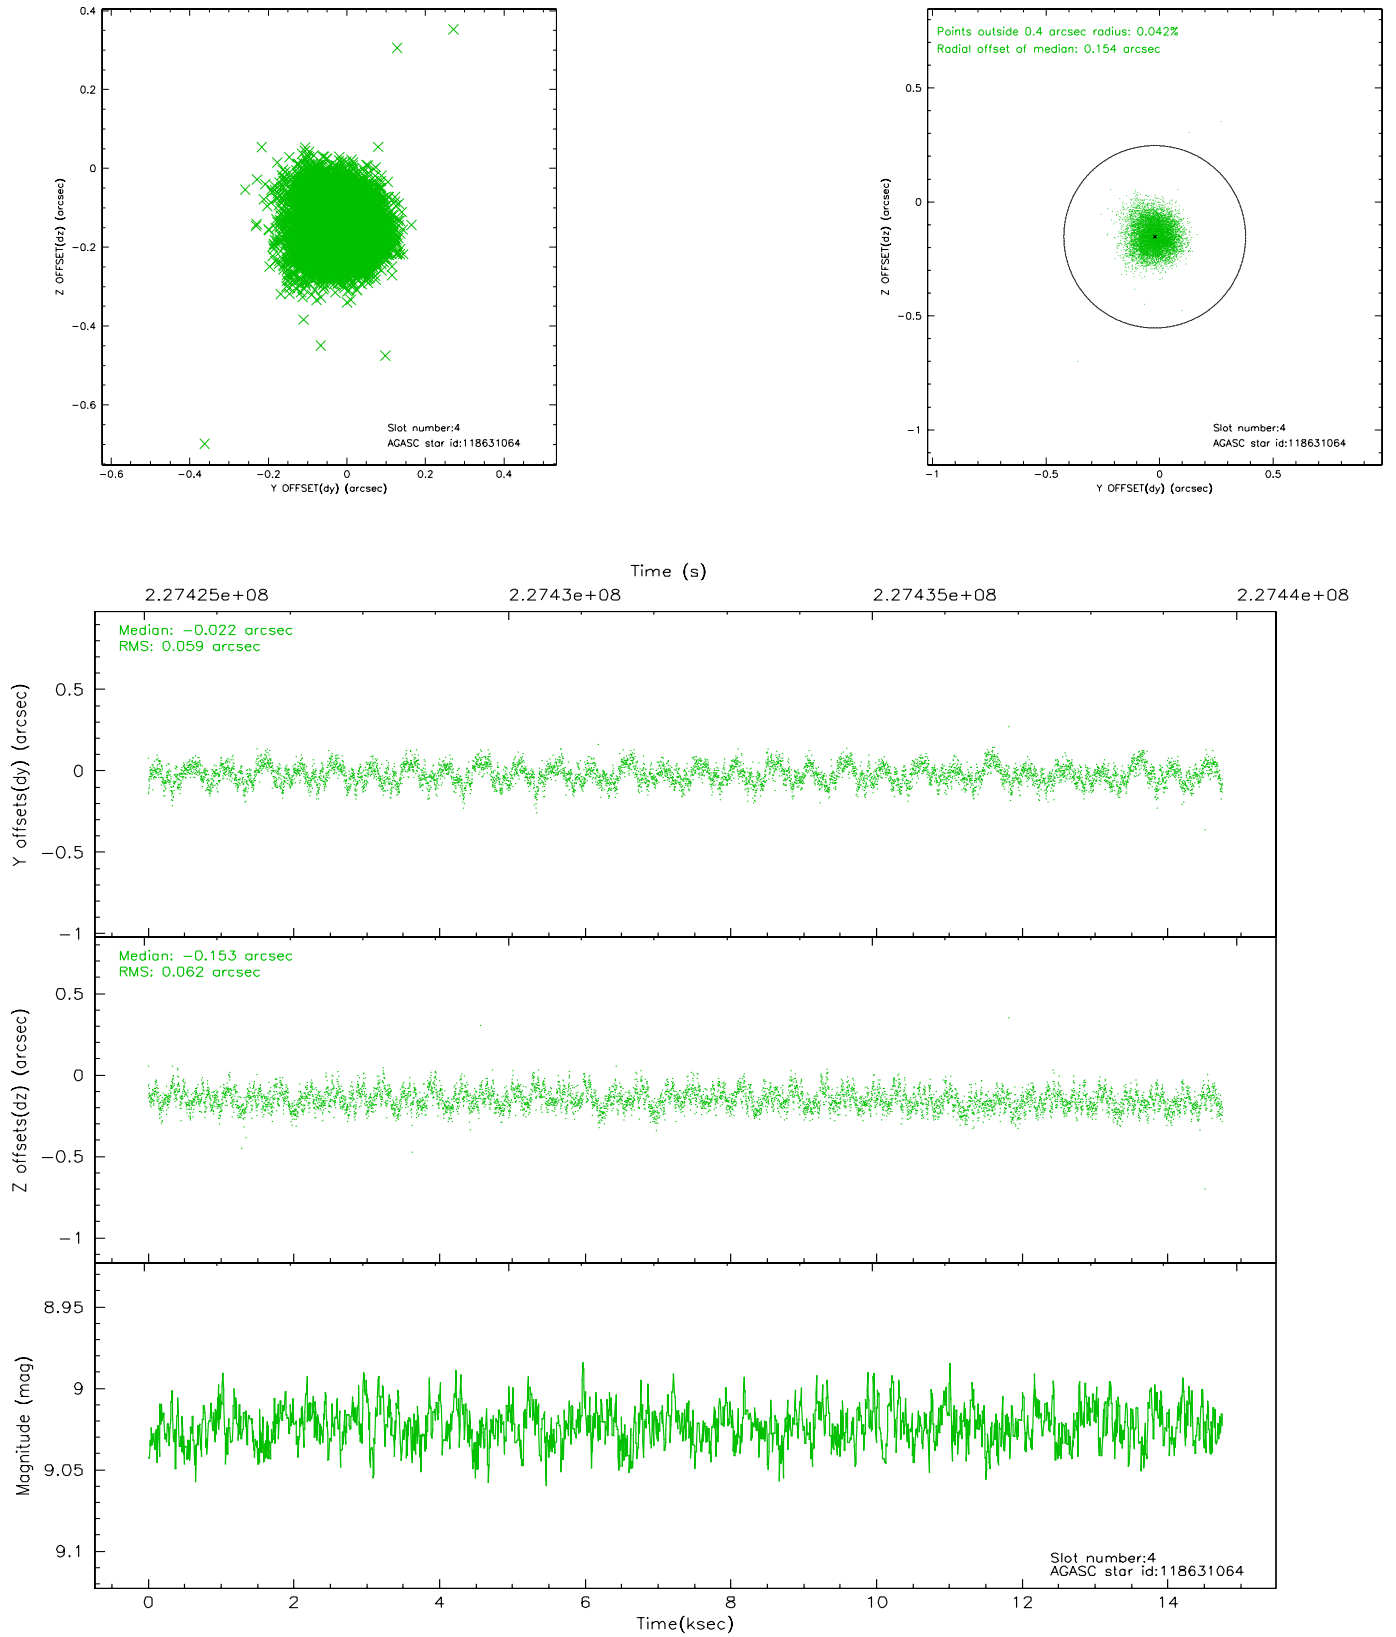 0.4
0.2
0
−0.2
−0.4
−0.6
Z OFFSET(dz) (arcsec)
Slot number:4
AGASC star id:118631064
−0.6
−0.4
−0.2
0
0.2
0.4
Y OFFSET(dy) (arcsec)
Points outside 0.4 arcsec radius: 0.042%
Radial offset of median: 0.154 arcsec
0.5
0
−0.5
−1
Z OFFSET(dz) (arcsec)
Slot number:4
AGASC star id:118631064
−1
−0.5
0
0.5
Y OFFSET(dy) (arcsec)
Time (s)
2.27425e+08
2.2743e+08
2.27435e+08
2.2744e+08
Median: −0.022 arcsec
RMS: 0.059 arcsec
0.5
0
−0.5
−1
Y offsets(dy) (arcsec)
Median: −0.153 arcsec
RMS: 0.062 arcsec
0.5
0
−0.5
−1
Z offsets(dz) (arcsec)
8.95
9
9.05
9.1
Magnitude (mag)
Slot number:4
AGASC star id:118631064
0
2
4
6
8
10
12
14
Time(ksec)